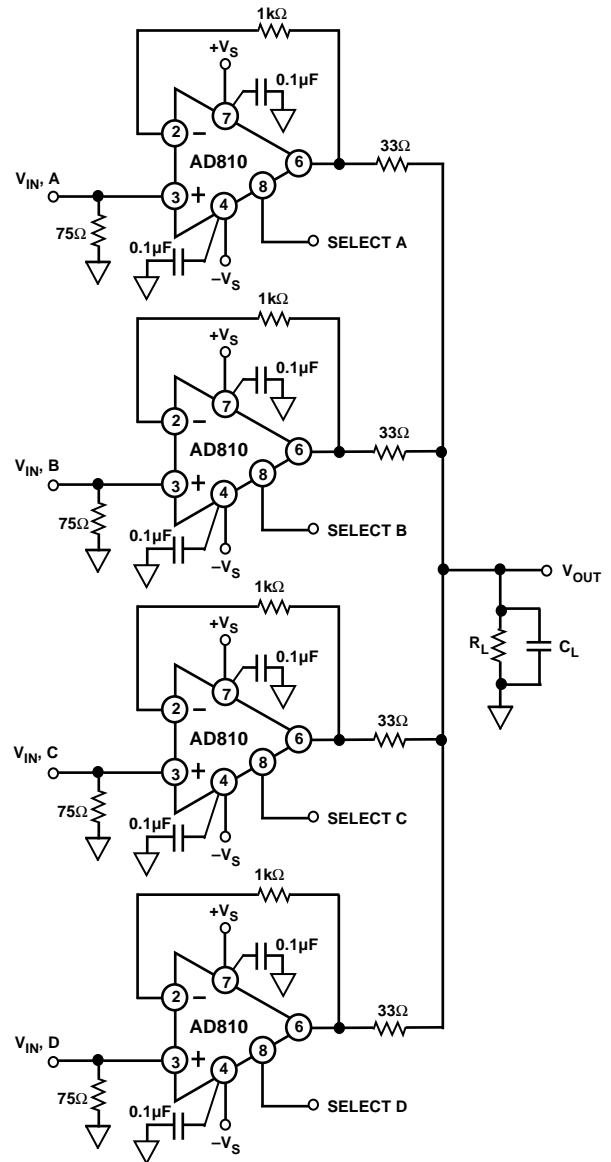 1kΩ
+VS
0.1µF
7
2 –
AD810
6
33Ω
VIN, A
3 +
8
4
75Ω
0.1µF
SELECT A
–VS
1kΩ
+VS
0.1µF
7
2 –
AD810
6
33Ω
VIN, B
3 +
8
4
75Ω
0.1µF
SELECT B
–VS
VOUT
RL
CL
1kΩ
+VS
0.1µF
7
2 –
AD810
6
33Ω
VIN, C
3 +
8
4
75Ω
0.1µF
SELECT C
–VS
1kΩ
+VS
0.1µF
7
2 –
AD810
6
33Ω
VIN, D
3 +
8
4
75Ω
0.1µF
SELECT D
–VS